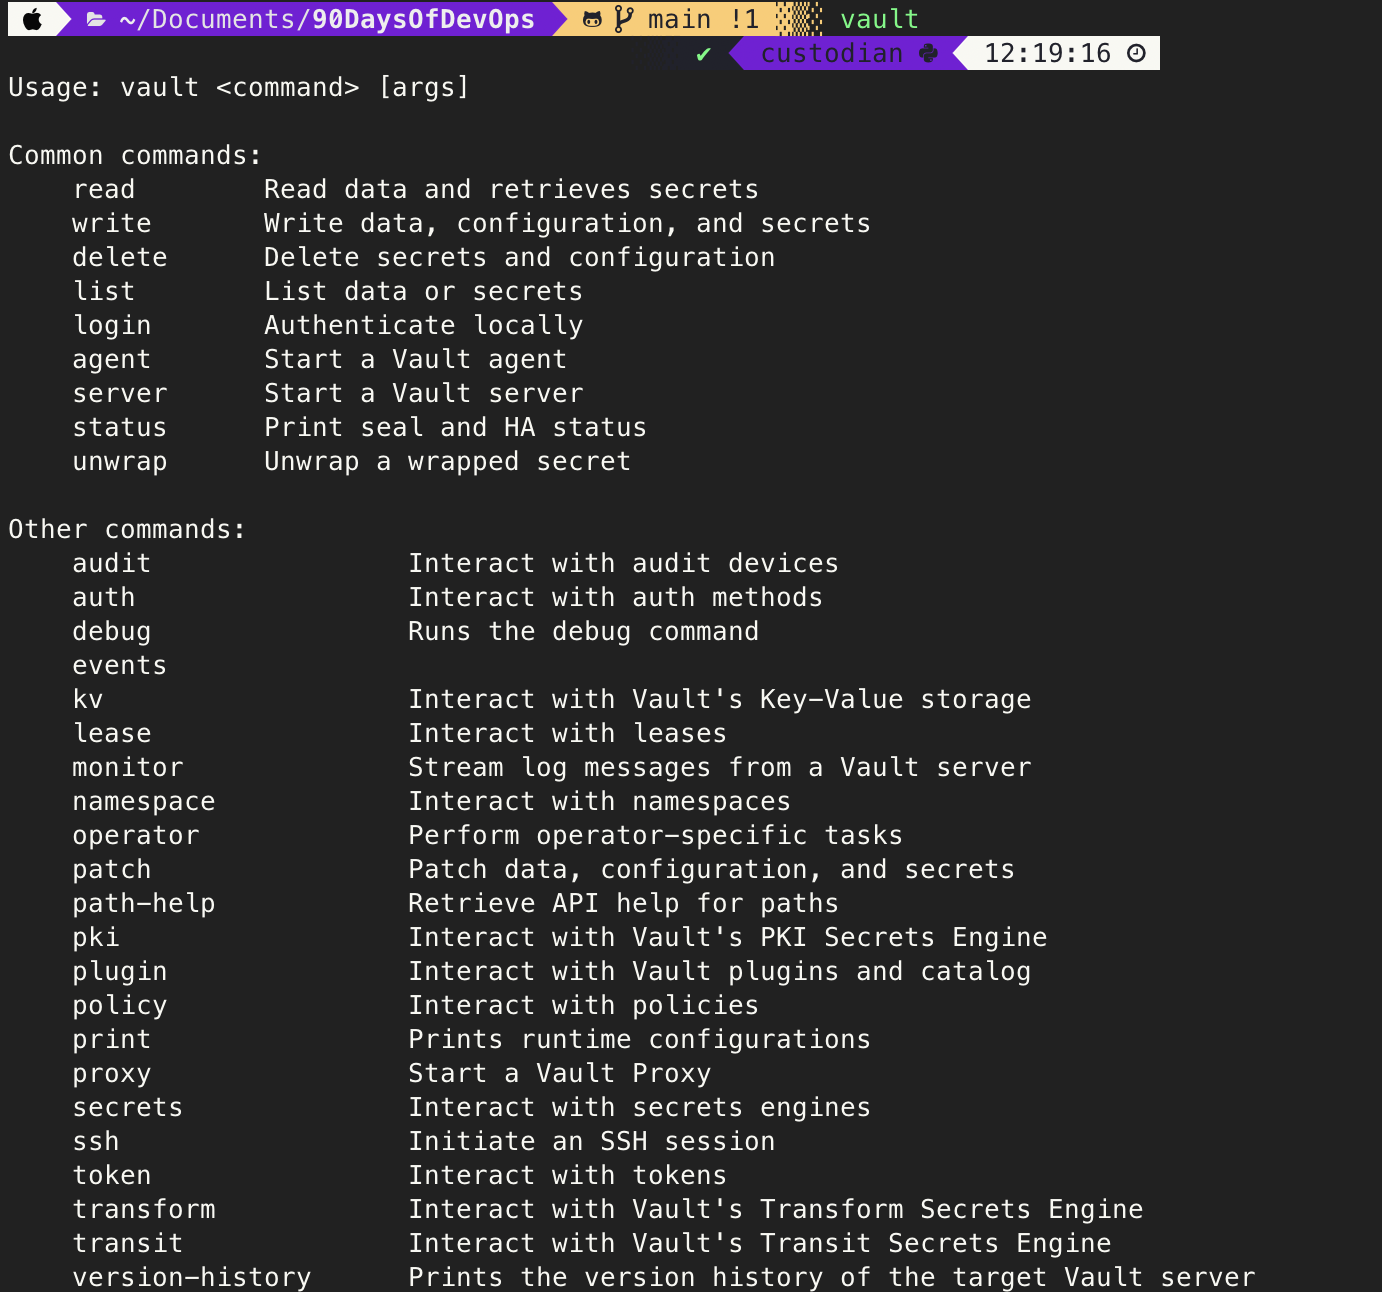 ~/Documents/90DaysOfDevOps main !1 vault
✔ custodian 12:19:16
Usage: vault <command> [args]
Common commands:
read Read data and retrieves secrets
write Write data, configuration, and secrets
delete Delete secrets and configuration
list List data or secrets
login Authenticate locally
agent Start a Vault agent
server Start a Vault server
status Print seal and HA status
unwrap Unwrap a wrapped secret
Other commands:
audit Interact with audit devices
auth Interact with auth methods
debug Runs the debug command
events
kv Interact with Vault's Key-Value storage
lease Interact with leases
monitor Stream log messages from a Vault server
namespace Interact with namespaces
operator Perform operator-specific tasks
patch Patch data, configuration, and secrets
path-help Retrieve API help for paths
pki Interact with Vault's PKI Secrets Engine
plugin Interact with Vault plugins and catalog
policy Interact with policies
print Prints runtime configurations
proxy Start a Vault Proxy
secrets Interact with secrets engines
ssh Initiate an SSH session
token Interact with tokens
transform Interact with Vault's Transform Secrets Engine
transit Interact with Vault's Transit Secrets Engine
version-history Prints the version history of the target Vault server